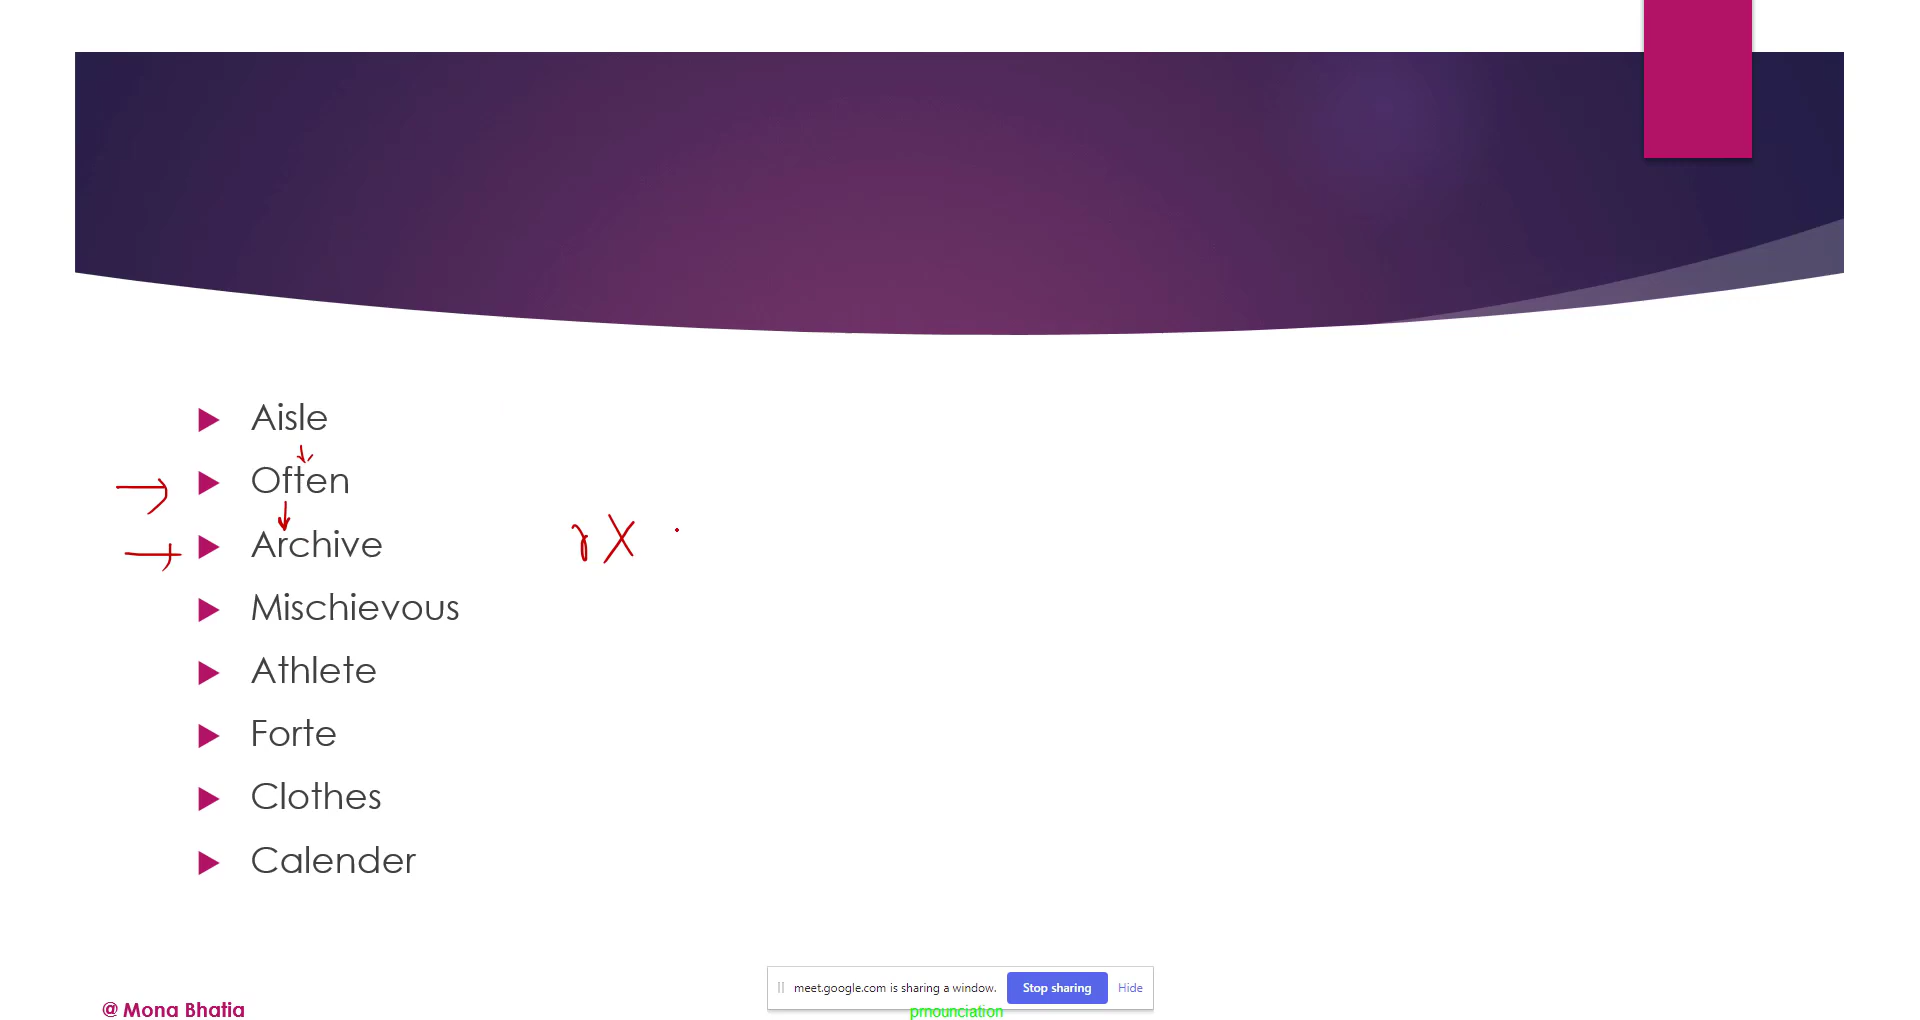 Aisle
Often
Archive
r X
Mischievous
Athlete
Forte
Clothes
Calender
meet.google.com is sharing a window. Stop sharing Hide
@ Mona Bhatia
prnounciation